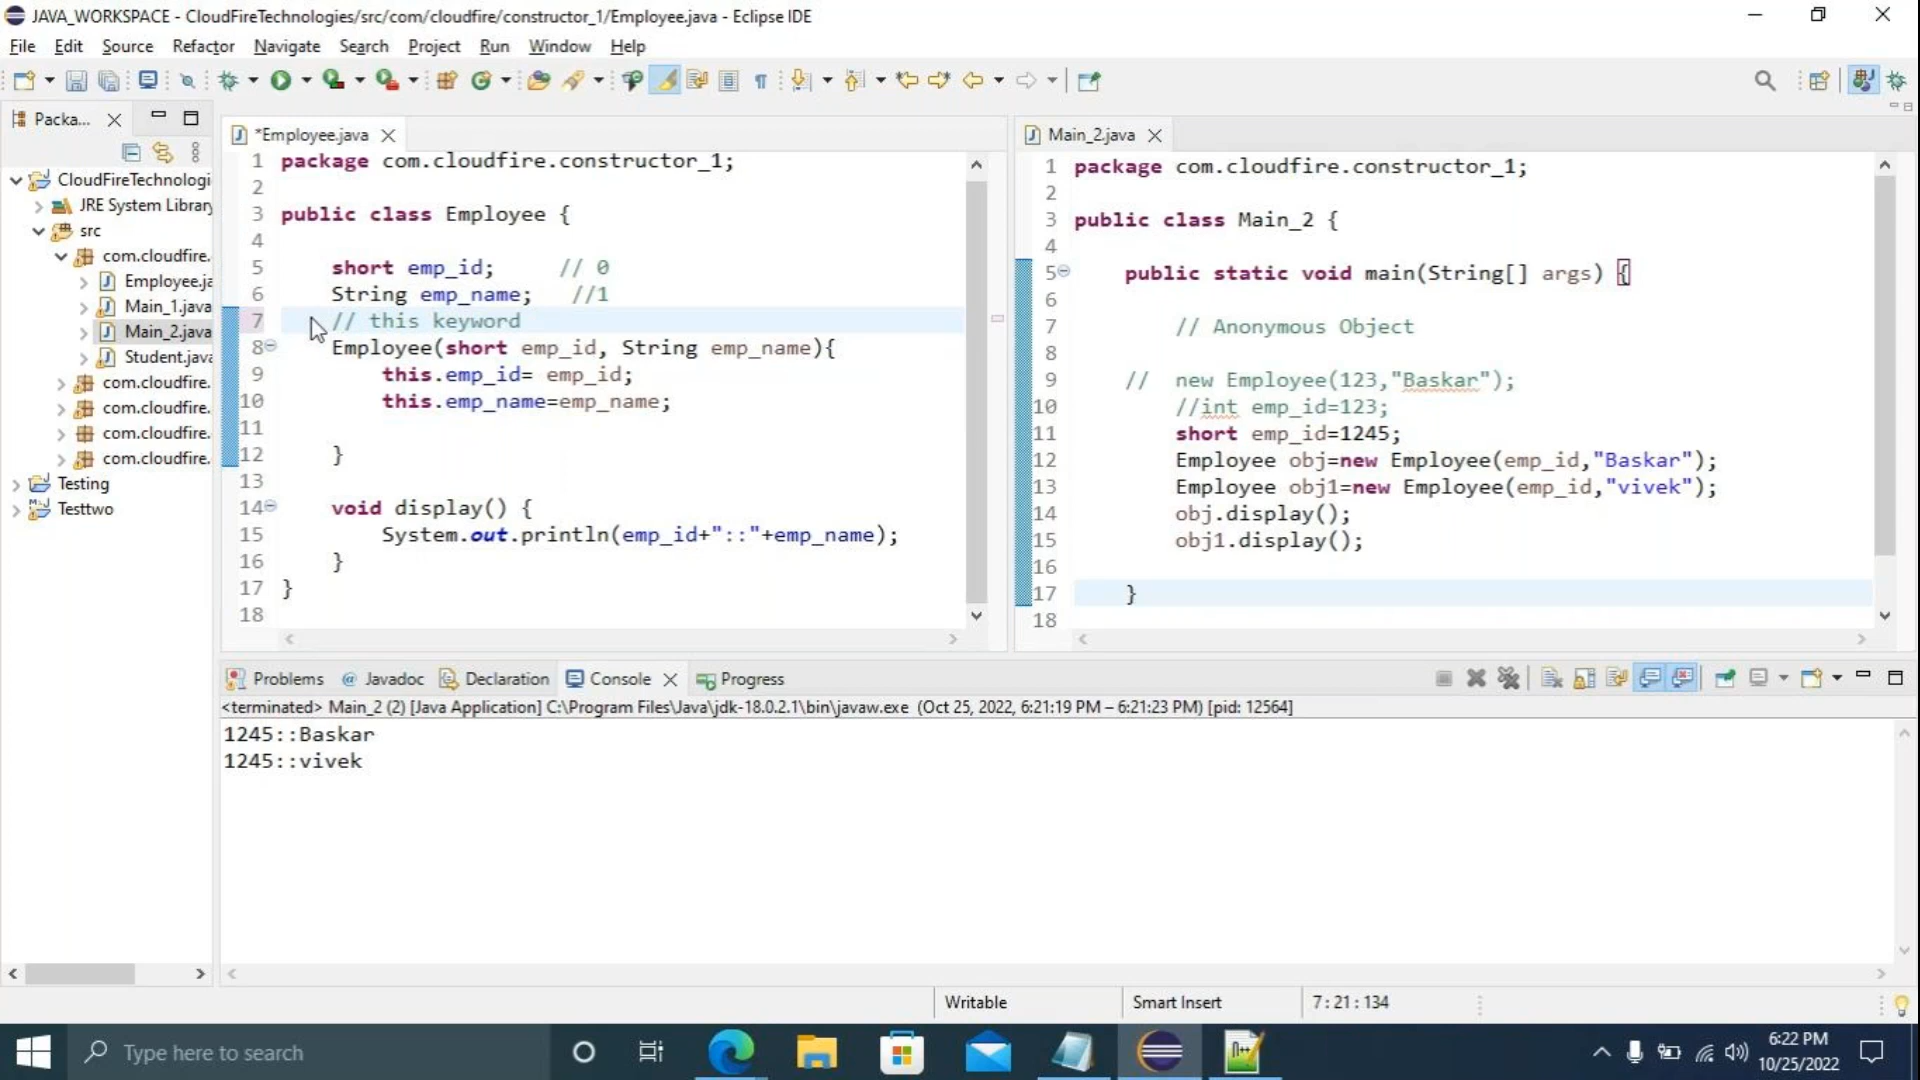 JAVA_WORKSPACE - CloudFireTechnologies/src/com/cloudfire/constructor_1/Employee.java - Eclipse IDE
File Edit Source Refactor Navigate Search Project Run Window Help
Packa...
CloudFireTechnologi
JRE System Library
src
com.cloudfire.
Employee.ja
Main_1.java
Main_2.java
Student.java
com.cloudfire.
com.cloudfire.
com.cloudfire.
com.cloudfire.
Testing
Testtwo
*Employee.java
1 package com.cloudfire.constructor_1;
2
3 public class Employee {
4
5 short emp_id; // 0
6 String emp_name; //1
7 // this keyword
8 Employee(short emp_id, String emp_name){
9 this.emp_id= emp_id;
10 this.emp_name=emp_name;
11
12 }
13
14 void display() {
15 System.out.println(emp_id+"::"+emp_name);
16 }
17 }
18
Main_2.java
1 package com.cloudfire.constructor_1;
2
3 public class Main_2 {
4
5 public static void main(String[] args) {
6
7 // Anonymous Object
8
9 // new Employee(123,"Baskar");
10 //int emp_id=123;
11 short emp_id=1245;
12 Employee obj=new Employee(emp_id,"Baskar");
13 Employee obj1=new Employee(emp_id,"vivek");
14 obj.display();
15 obj1.display();
16
17 }
18
Problems @ Javadoc Declaration Console Progress
<terminated> Main_2 (2) [Java Application] C:\Program Files\Java\jdk-18.0.2.1\bin\javaw.exe (Oct 25, 2022, 6:21:19 PM – 6:21:23 PM) [pid: 12564]
1245::Baskar
1245::vivek
Writable Smart Insert 7 : 21 : 134
Type here to search
6:22 PM
10/25/2022